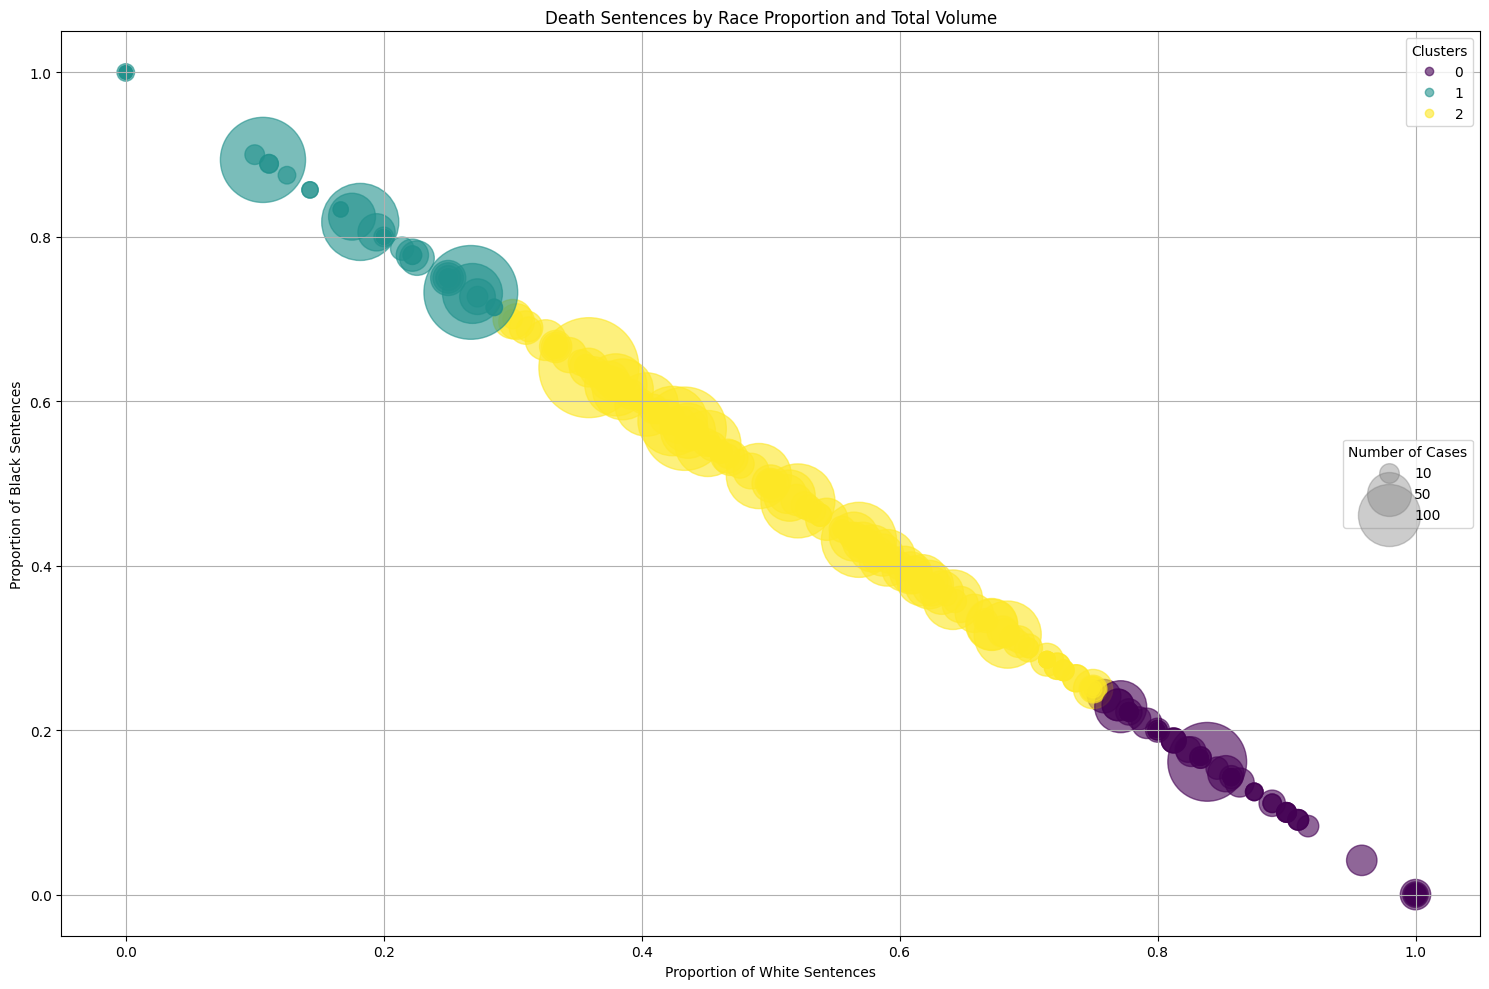 Death Sentences by Race Proportion and Total Volume
Clusters
0
1
2
Number of Cases
10
50
100
Proportion of Black Sentences
1.0
0.8
0.6
0.4
0.2
0.0
0.0 0.2 0.4 0.6 0.8 1.0
Proportion of White Sentences